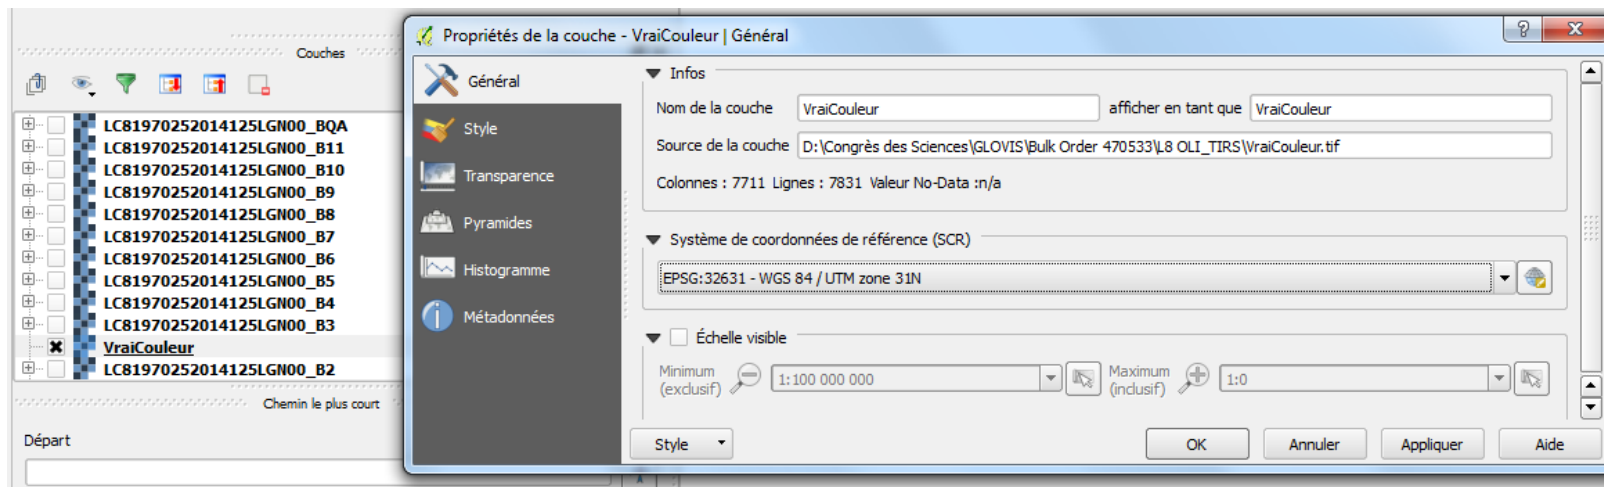 Couches
LC81970252014125LGN00_BQA
LC81970252014125LGN00_B11
LC81970252014125LGN00_B10
LC81970252014125LGN00_B9
LC81970252014125LGN00_B8
LC81970252014125LGN00_B7
LC81970252014125LGN00_B6
LC81970252014125LGN00_B5
LC81970252014125LGN00_B4
LC81970252014125LGN00_B3
VraiCouleur
LC81970252014125LGN00_B2
Chemin le plus court
Départ
Propriétés de la couche - VraiCouleur | Général
Général
Style
Transparence
Pyramides
Histogramme
Métadonnées
Infos
Nom de la couche VraiCouleur afficher en tant que VraiCouleur
Source de la couche D:\Congrès des Sciences\GLOVIS\Bulk Order 470533\L8 OLI_TIRS\VraiCouleur.tif
Colonnes : 7711 Lignes : 7831 Valeur No-Data :n/a
Système de coordonnées de référence (SCR)
EPSG:32631 - WGS 84 / UTM zone 31N
Échelle visible
Minimum (exclusif) 1:100 000 000 Maximum (inclusif) 1:0
Style OK Annuler Appliquer Aide